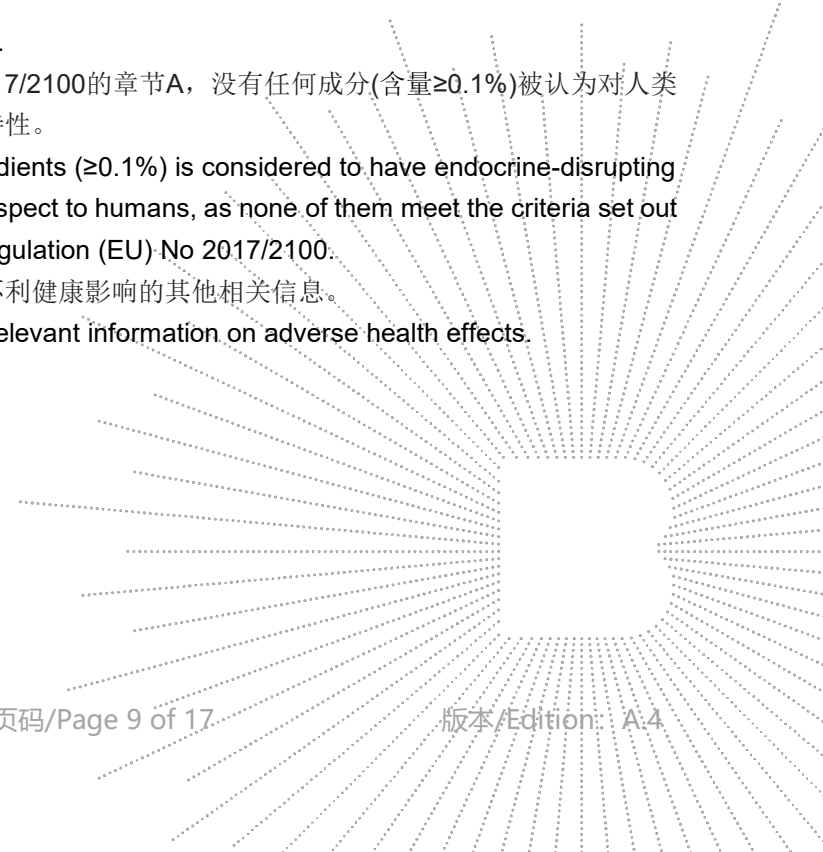 .
7/2100的章节A，没有任何成分(含量≥0.1%)被认为对人类
性。
dients (≥0.1%) is considered to have endocrine-disrupting
spect to humans, as none of them meet the criteria set out
gulation (EU) No 2017/2100.
利健康影响的其他相关信息。
elevant information on adverse health effects.
页码/Page 9 of 17
版本/Edition: A.4